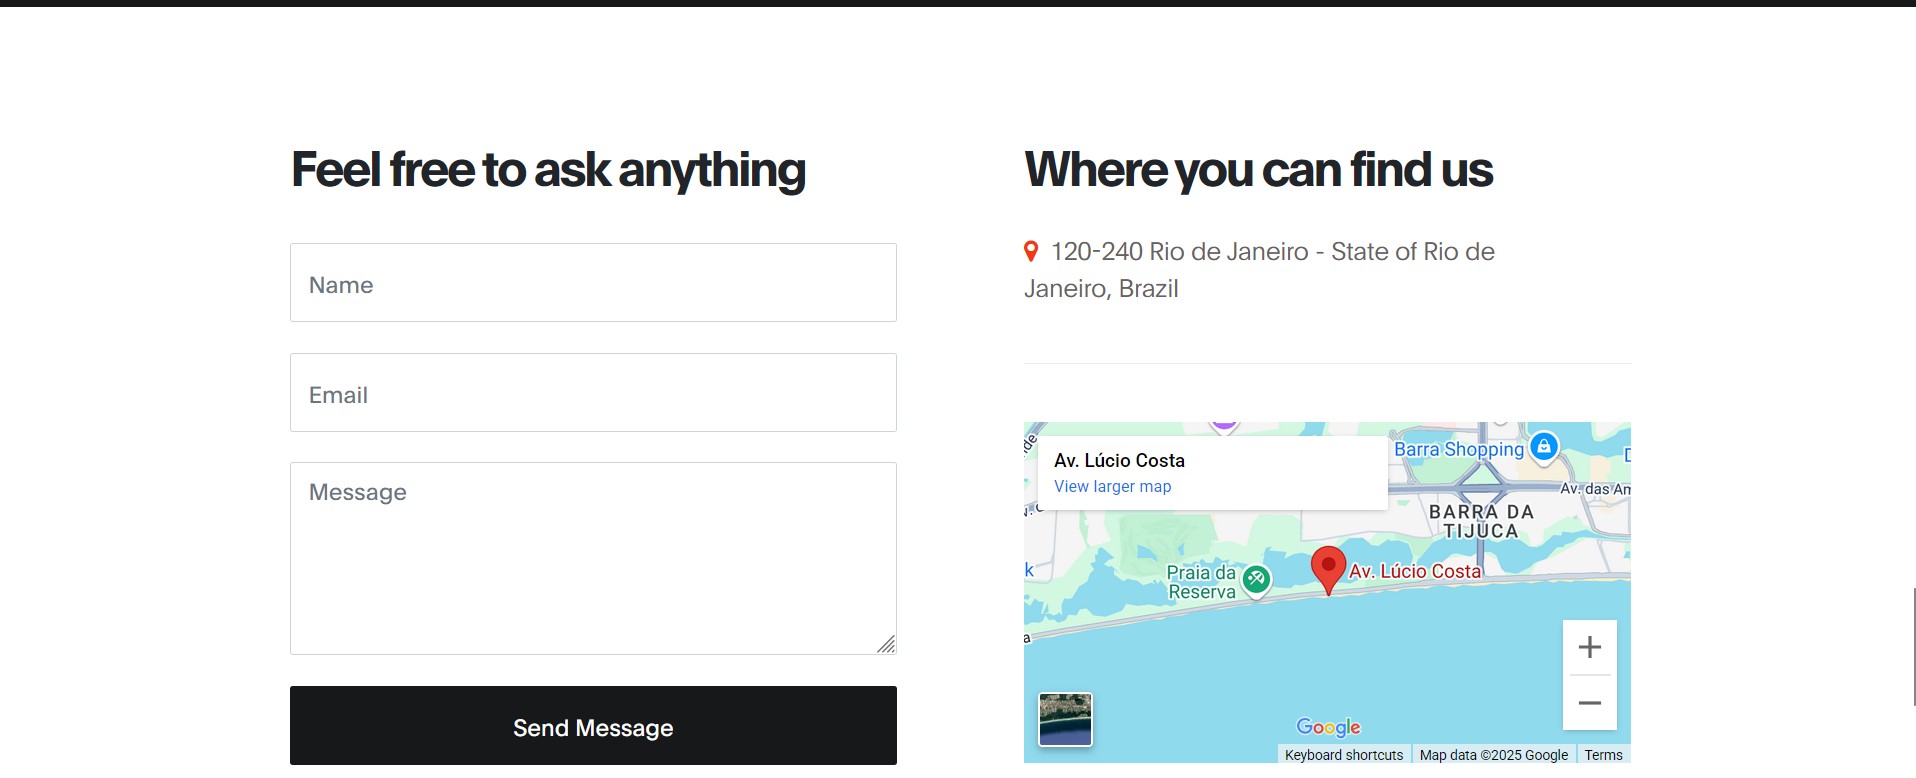 Feel free to ask anything
Name
Email
Message
Send Message
Where you can find us
120-240 Rio de Janeiro - State of Rio de
Janeiro, Brazil
Av. Lúcio Costa
View larger map
Barra Shopping
Av. das Am
BARRA DA
TIJUCA
Praia da
Reserva
Av. Lúcio Costa
Google
Keyboard shortcuts
Map data ©2025 Google
Terms